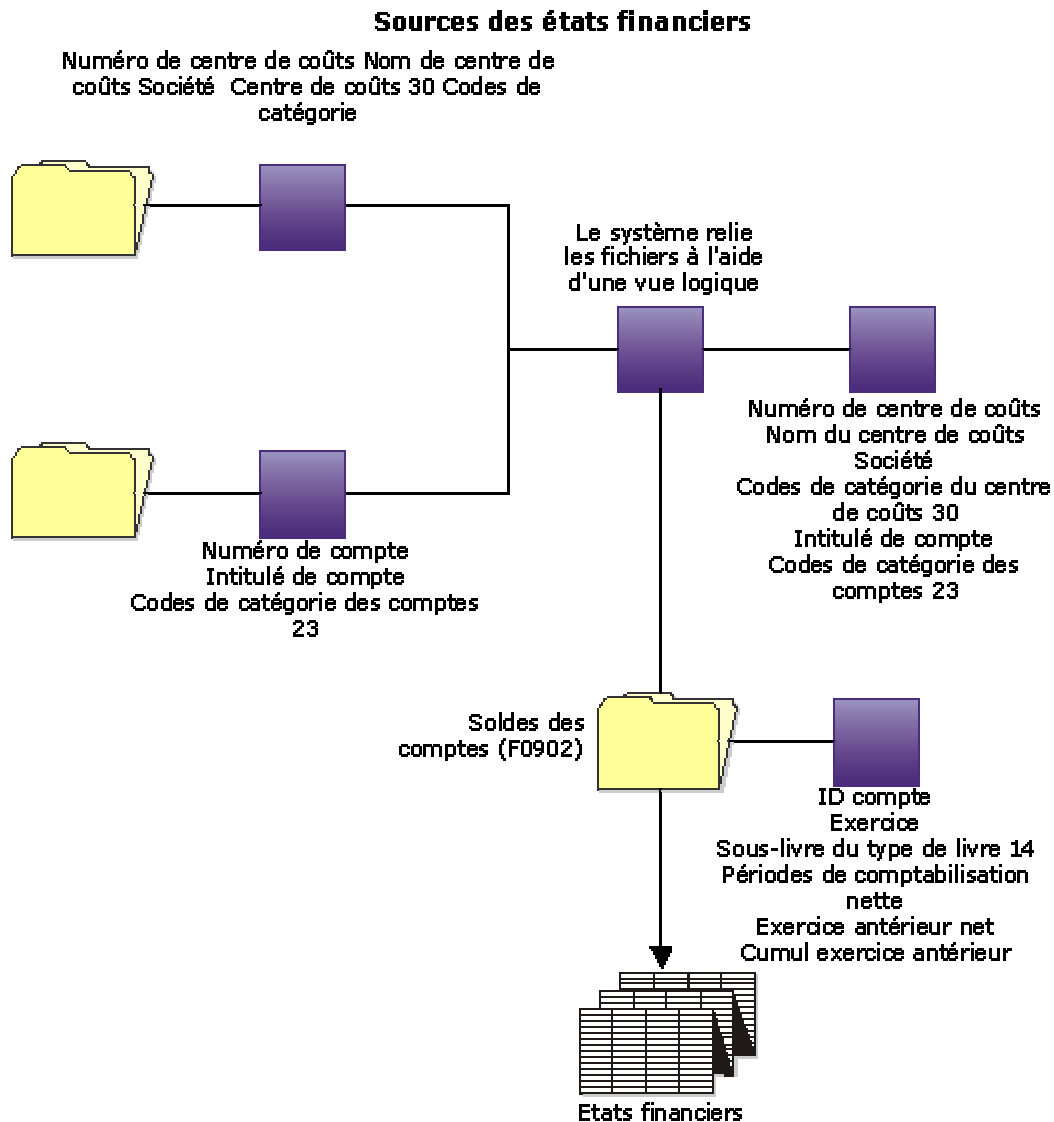 Sources des états financiers
Numéro de centre de coûts Nom de centre de
coûts Société  Centre de coûts 30 Codes de
catégorie
Le système relie
les fichiers à l'aide
d'une vue logique
Numéro de centre de coûts
Nom du centre de coûts
Société
Codes de catégorie du centre
de coûts 30
Intitulé de compte
Codes de catégorie des
comptes 23
Numéro de compte
Intitulé de compte
Codes de catégorie des comptes
23
Soldes des
comptes (F0902)
ID compte
Exercice
Sous-livre du type de livre 14
Périodes de comptabilisation
nette
Exercice antérieur net
Cumul exercice antérieur
Etats financiers